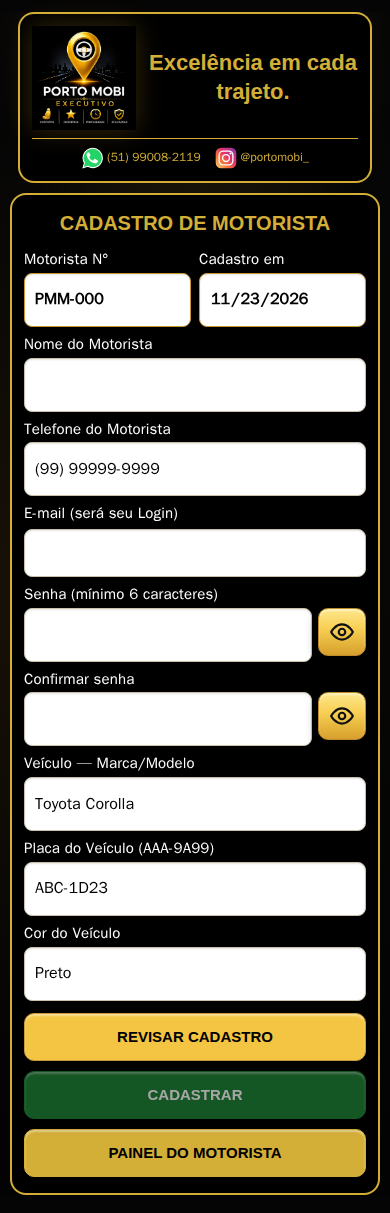 PORTO MOBI
EXECUTIVO
Excelência em cada
trajeto.
(51) 99008-2119
@portomobi_
CADASTRO DE MOTORISTA
Motorista Nº
Cadastro em
PMM-000
11/23/2026
Nome do Motorista
Telefone do Motorista
(99) 99999-9999
E-mail (será seu Login)
Senha (mínimo 6 caracteres)
Confirmar senha
Veículo — Marca/Modelo
Toyota Corolla
Placa do Veículo (AAA-9A99)
ABC-1D23
Cor do Veículo
Preto
REVISAR CADASTRO
CADASTRAR
PAINEL DO MOTORISTA